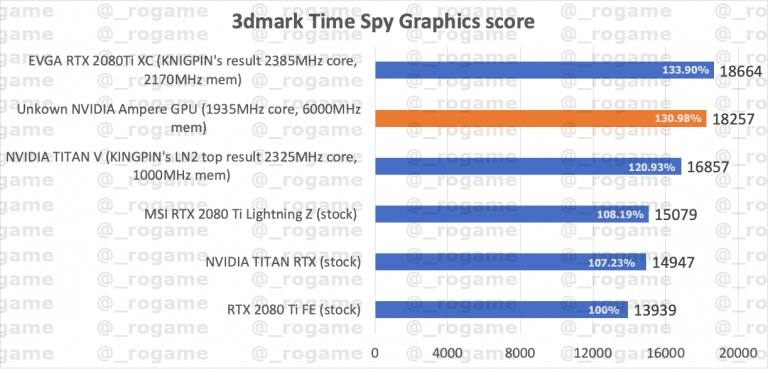 3dmark Time Spy Graphics score
EVGA RTX 2080Ti XC (KNIGPIN's result 2385MHz core,
2170MHz mem)
133.90% 18664
Unkown NVIDIA Ampere GPU (1935MHz core, 6000MHz
mem)
130.98% 18257
NVIDIA TITAN V (KINGPIN's LN2 top result 2325MHz core,
1000MHz mem)
120.93% 16857
MSI RTX 2080 Ti Lightning Z (stock)
108.19% 15079
NVIDIA TITAN RTX (stock)
107.23% 14947
RTX 2080 Ti FE (stock)
100% 13939
0 4000 8000 12000 16000 20000
@_rogame